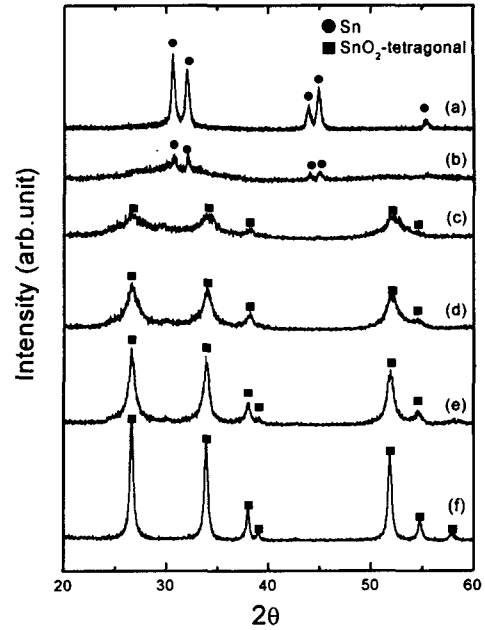 Sn
SnO₂-tetragonal
(a)
(b)
(c)
(d)
(e)
(f)
Intensity (arb.unit)
20 30 40 50 60
2θ